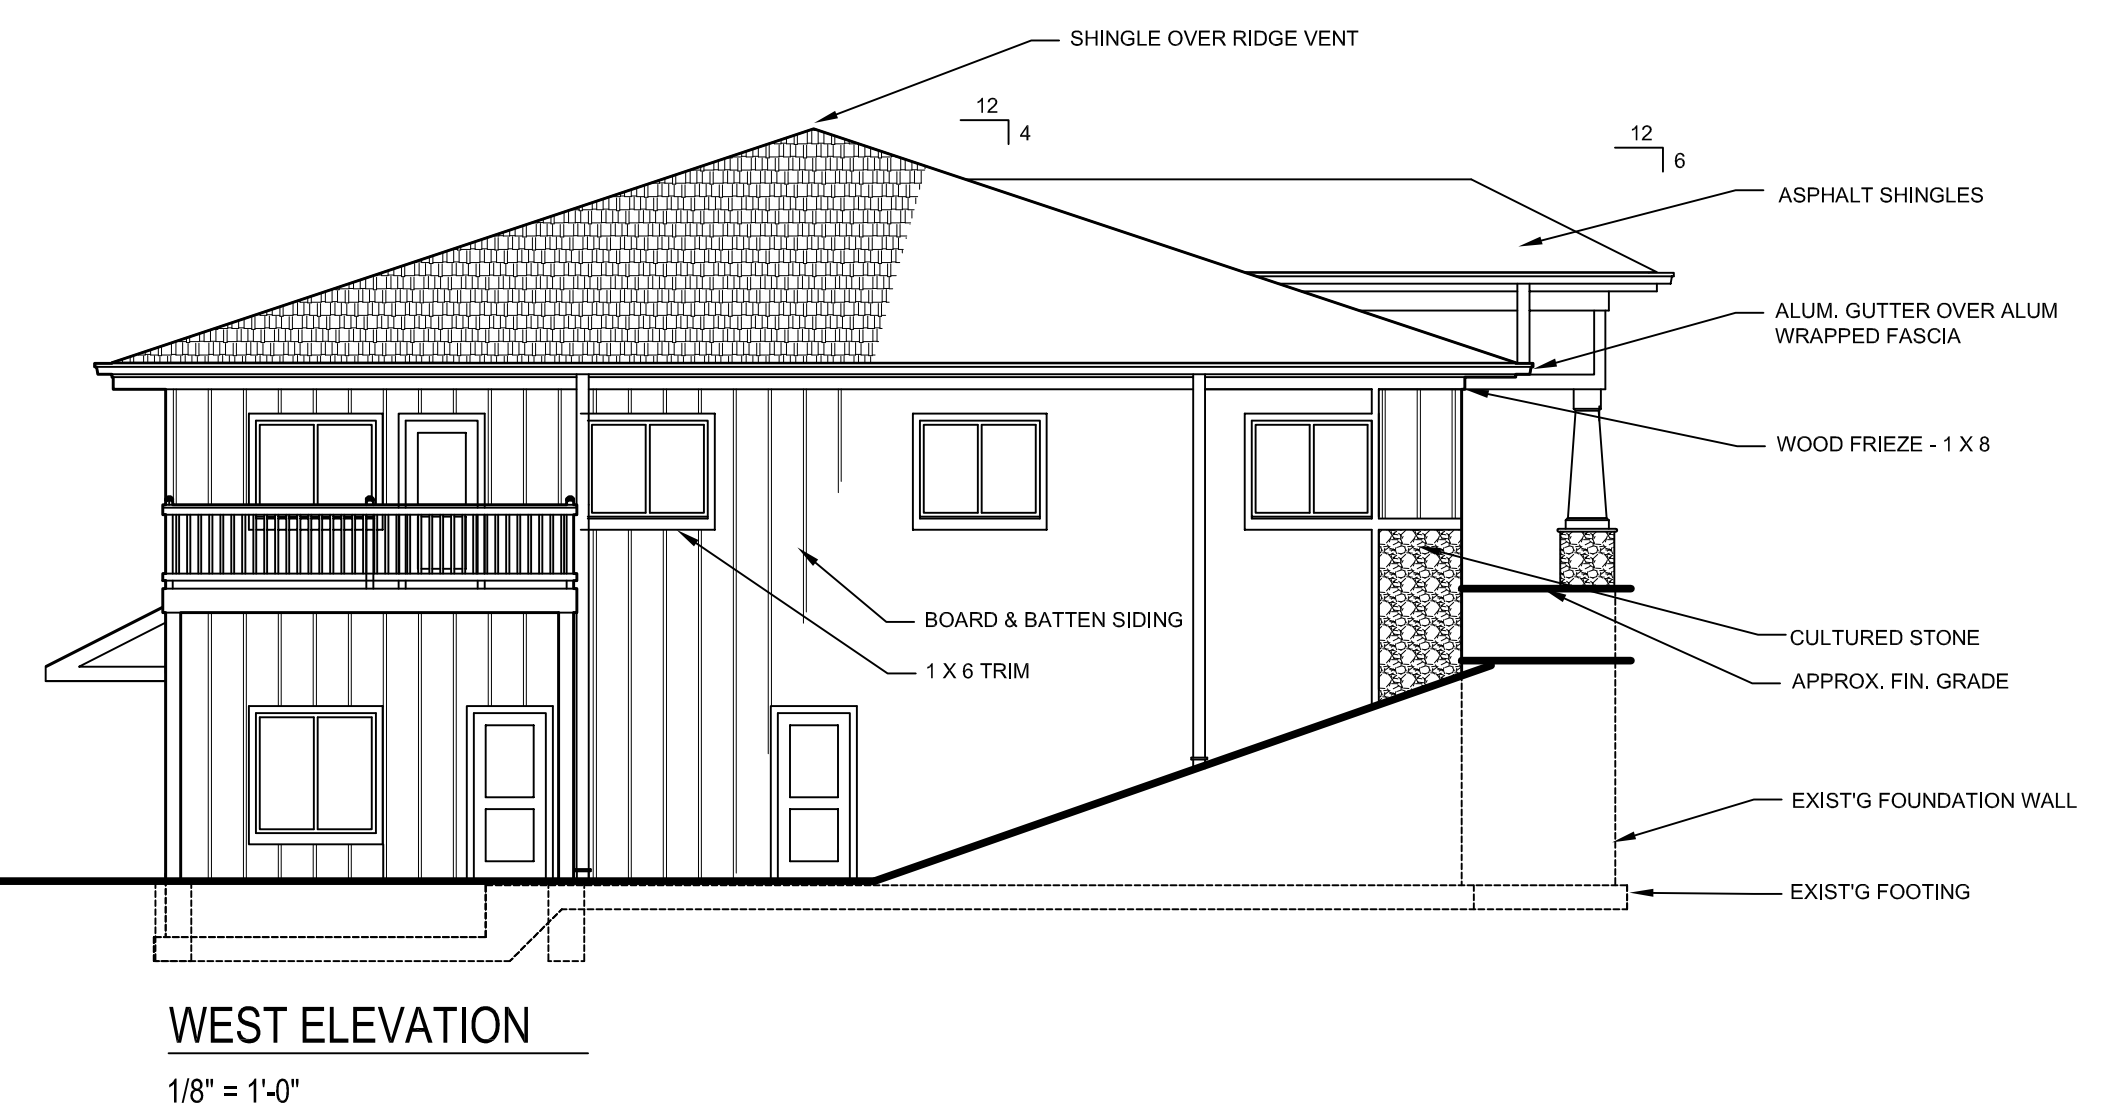 SHINGLE OVER RIDGE VENT
12
4
12
6
ASPHALT SHINGLES
ALUM. GUTTER OVER ALUM
WRAPPED FASCIA
WOOD FRIEZE - 1 X 8
BOARD & BATTEN SIDING
CULTURED STONE
1 X 6 TRIM
APPROX. FIN. GRADE
EXIST'G FOUNDATION WALL
EXIST'G FOOTING
WEST ELEVATION
1/8" = 1'-0"